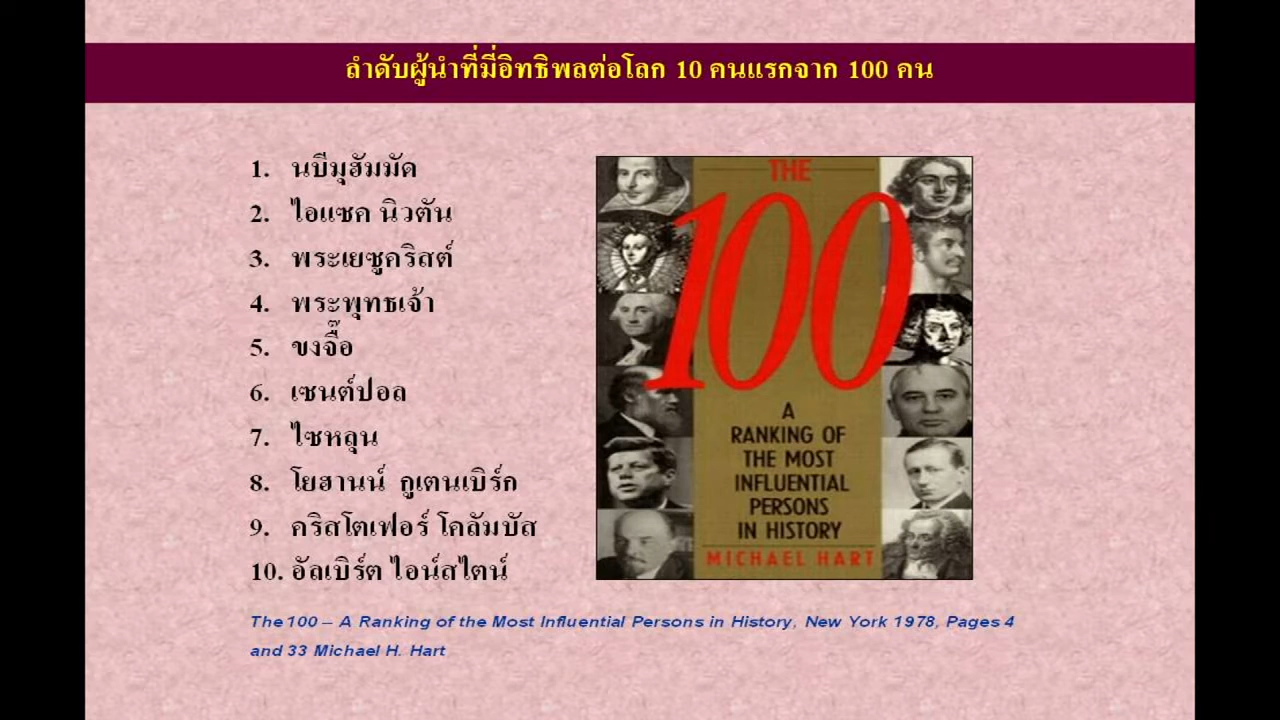 ลำดับผู้นำที่มี่อิทธิพลต่อโลก 10 คนแรกจาก 100 คน
1. นบีมุฮัมมัด
2. ไอแซค นิวตัน
3. พระเยซูคริสต์
4. พระพุทธเจ้า
5. ขงจื๊อ
6. เซนต์ปอล
7. ไซหลุน
8. โยฮานน์ กูเตนเบิร์ก
9. คริสโตเฟอร์ โคลัมบัส
10. อัลเบิร์ต ไอน์สไตน์
THE
100
A
RANKING OF
THE MOST
INFLUENTIAL
PERSONS
IN HISTORY
MICHAEL HART
The 100 – A Ranking of the Most Influential Persons in History, New York 1978, Pages 4
and 33 Michael H. Hart